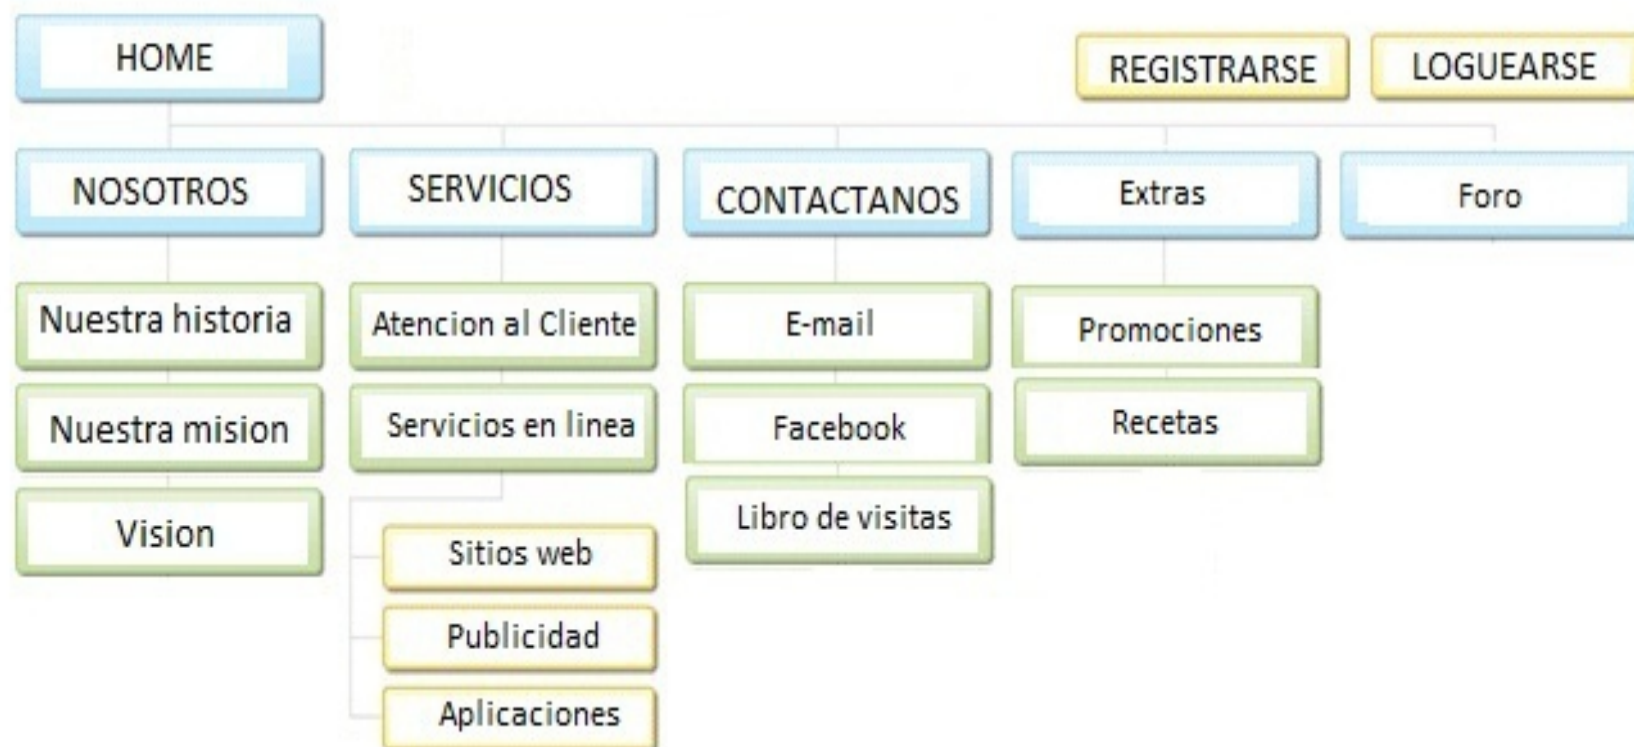 HOME
REGISTRARSE
LOGUEARSE
NOSOTROS
SERVICIOS
CONTACTANOS
Extras
Foro
Nuestra historia
Atencion al Cliente
E-mail
Promociones
Nuestra mision
Servicios en linea
Facebook
Recetas
Vision
Libro de visitas
Sitios web
Publicidad
Aplicaciones